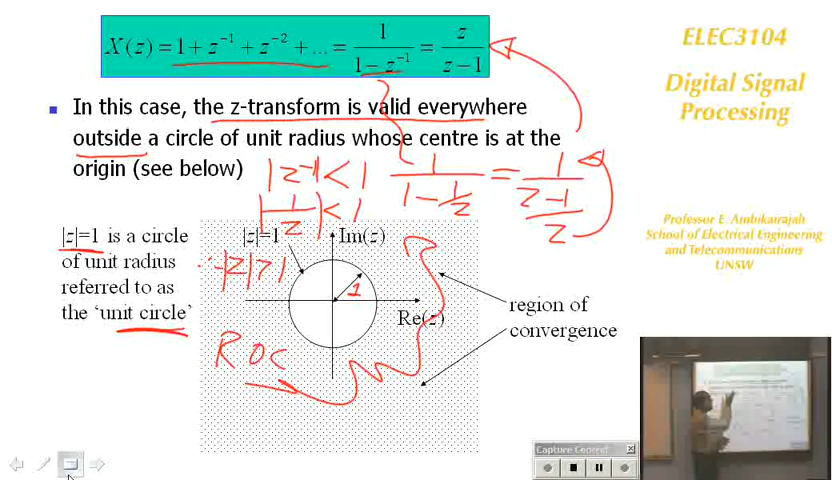 X(z) = 1 + z⁻¹ + z⁻² + ... = 1 / (1 − z⁻¹) = z / (z − 1)
ELEC3104
Digital Signal
Processing
In this case, the z-transform is valid everywhere
outside a circle of unit radius whose centre is at the
origin (see below)
|z⁻¹| < 1
1 / (1 − 1/z) = 1 / ((z − 1)/z)
|1/z| < 1
|z|=1 is a circle
of unit radius
referred to as
the 'unit circle'
|z|=1
Im(z)
∴ |z| > 1
1
Re(z)
ROC
region of
convergence
Professor E. Ambikairajah
School of Electrical Engineering
and Telecommunications
UNSW
Capture Control